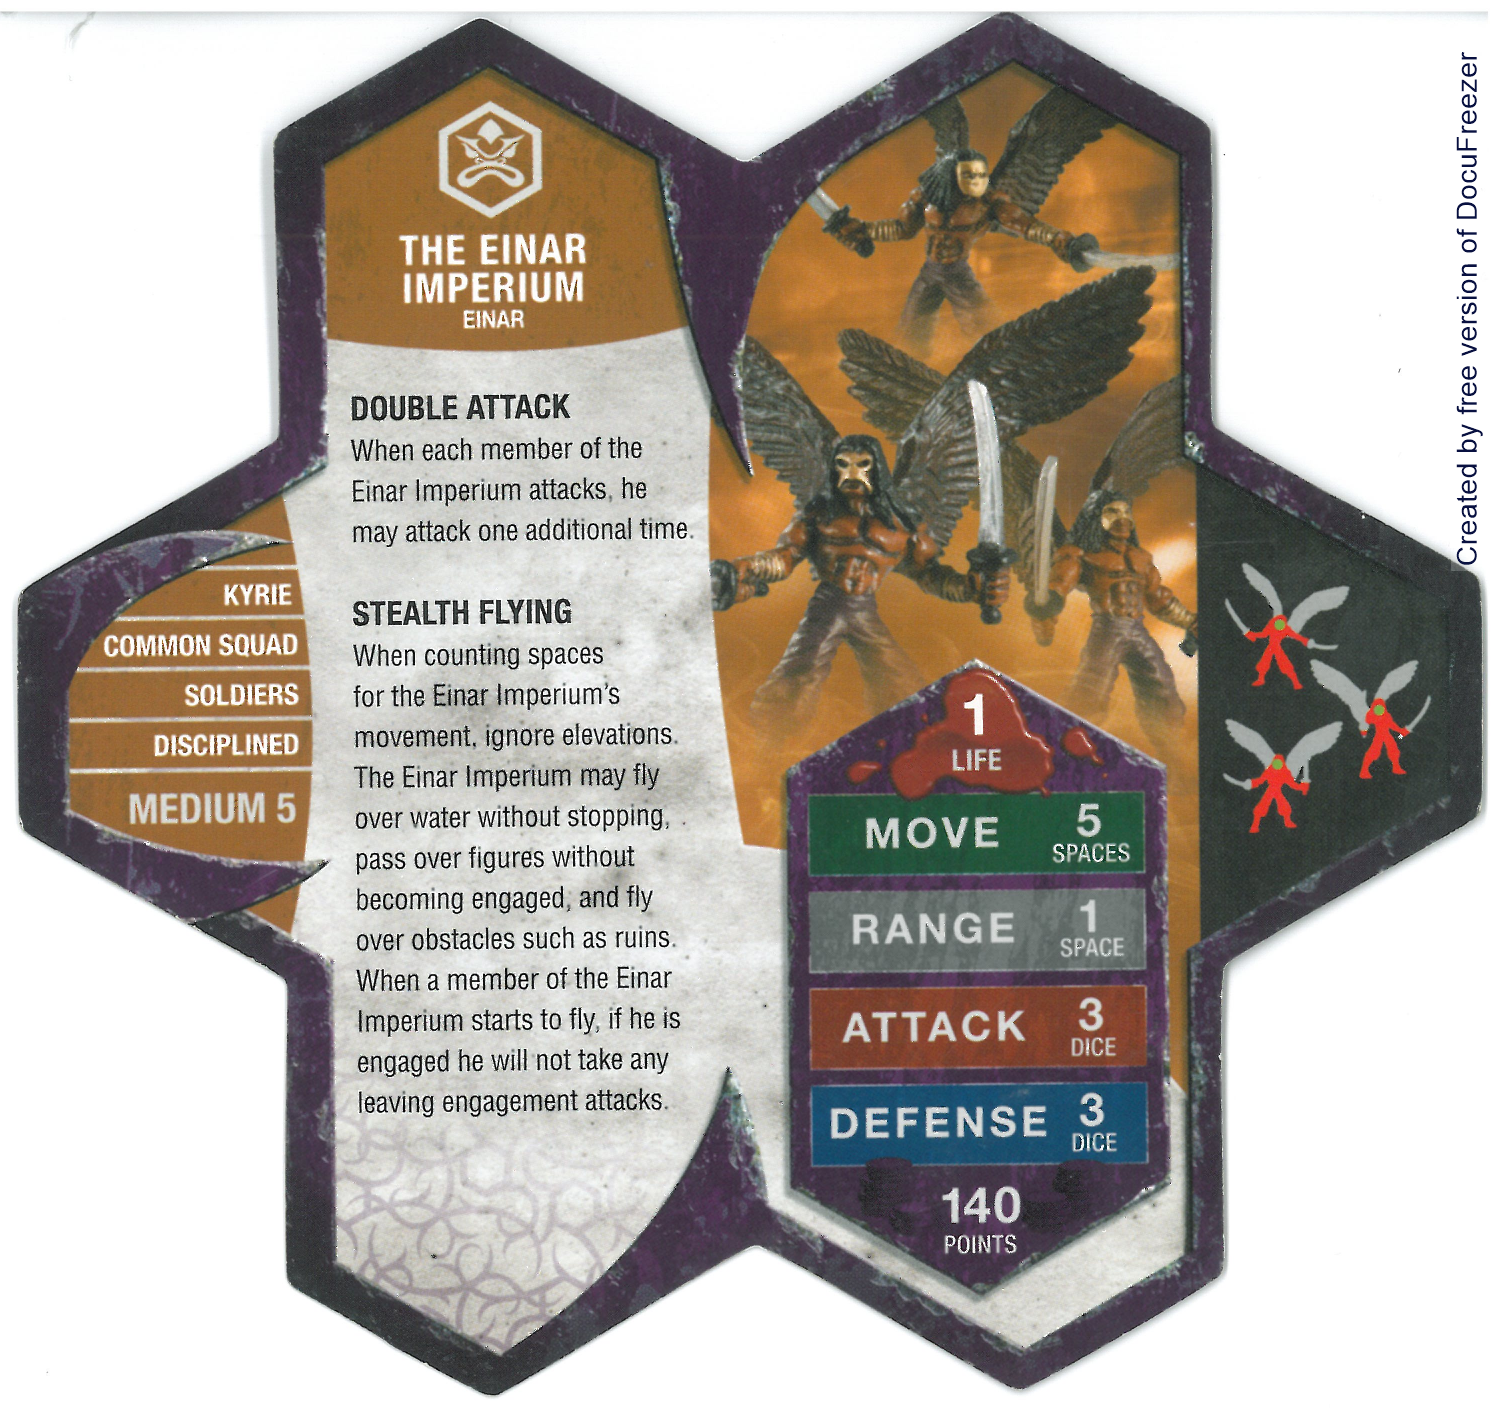 THE EINAR
IMPERIUM
EINAR
DOUBLE ATTACK
When each member of the
Einar Imperium attacks, he
may attack one additional time.
STEALTH FLYING
When counting spaces
for the Einar Imperium's
movement, ignore elevations.
The Einar Imperium may fly
over water without stopping,
pass over figures without
becoming engaged, and fly
over obstacles such as ruins.
When a member of the Einar
Imperium starts to fly, if he is
engaged he will not take any
leaving engagement attacks.
KYRIE
COMMON SQUAD
SOLDIERS
DISCIPLINED
MEDIUM 5
1
LIFE
MOVE 5
SPACES
RANGE 1
SPACE
ATTACK 3
DICE
DEFENSE 3
DICE
140
POINTS
Created by free version of DocuFreezer